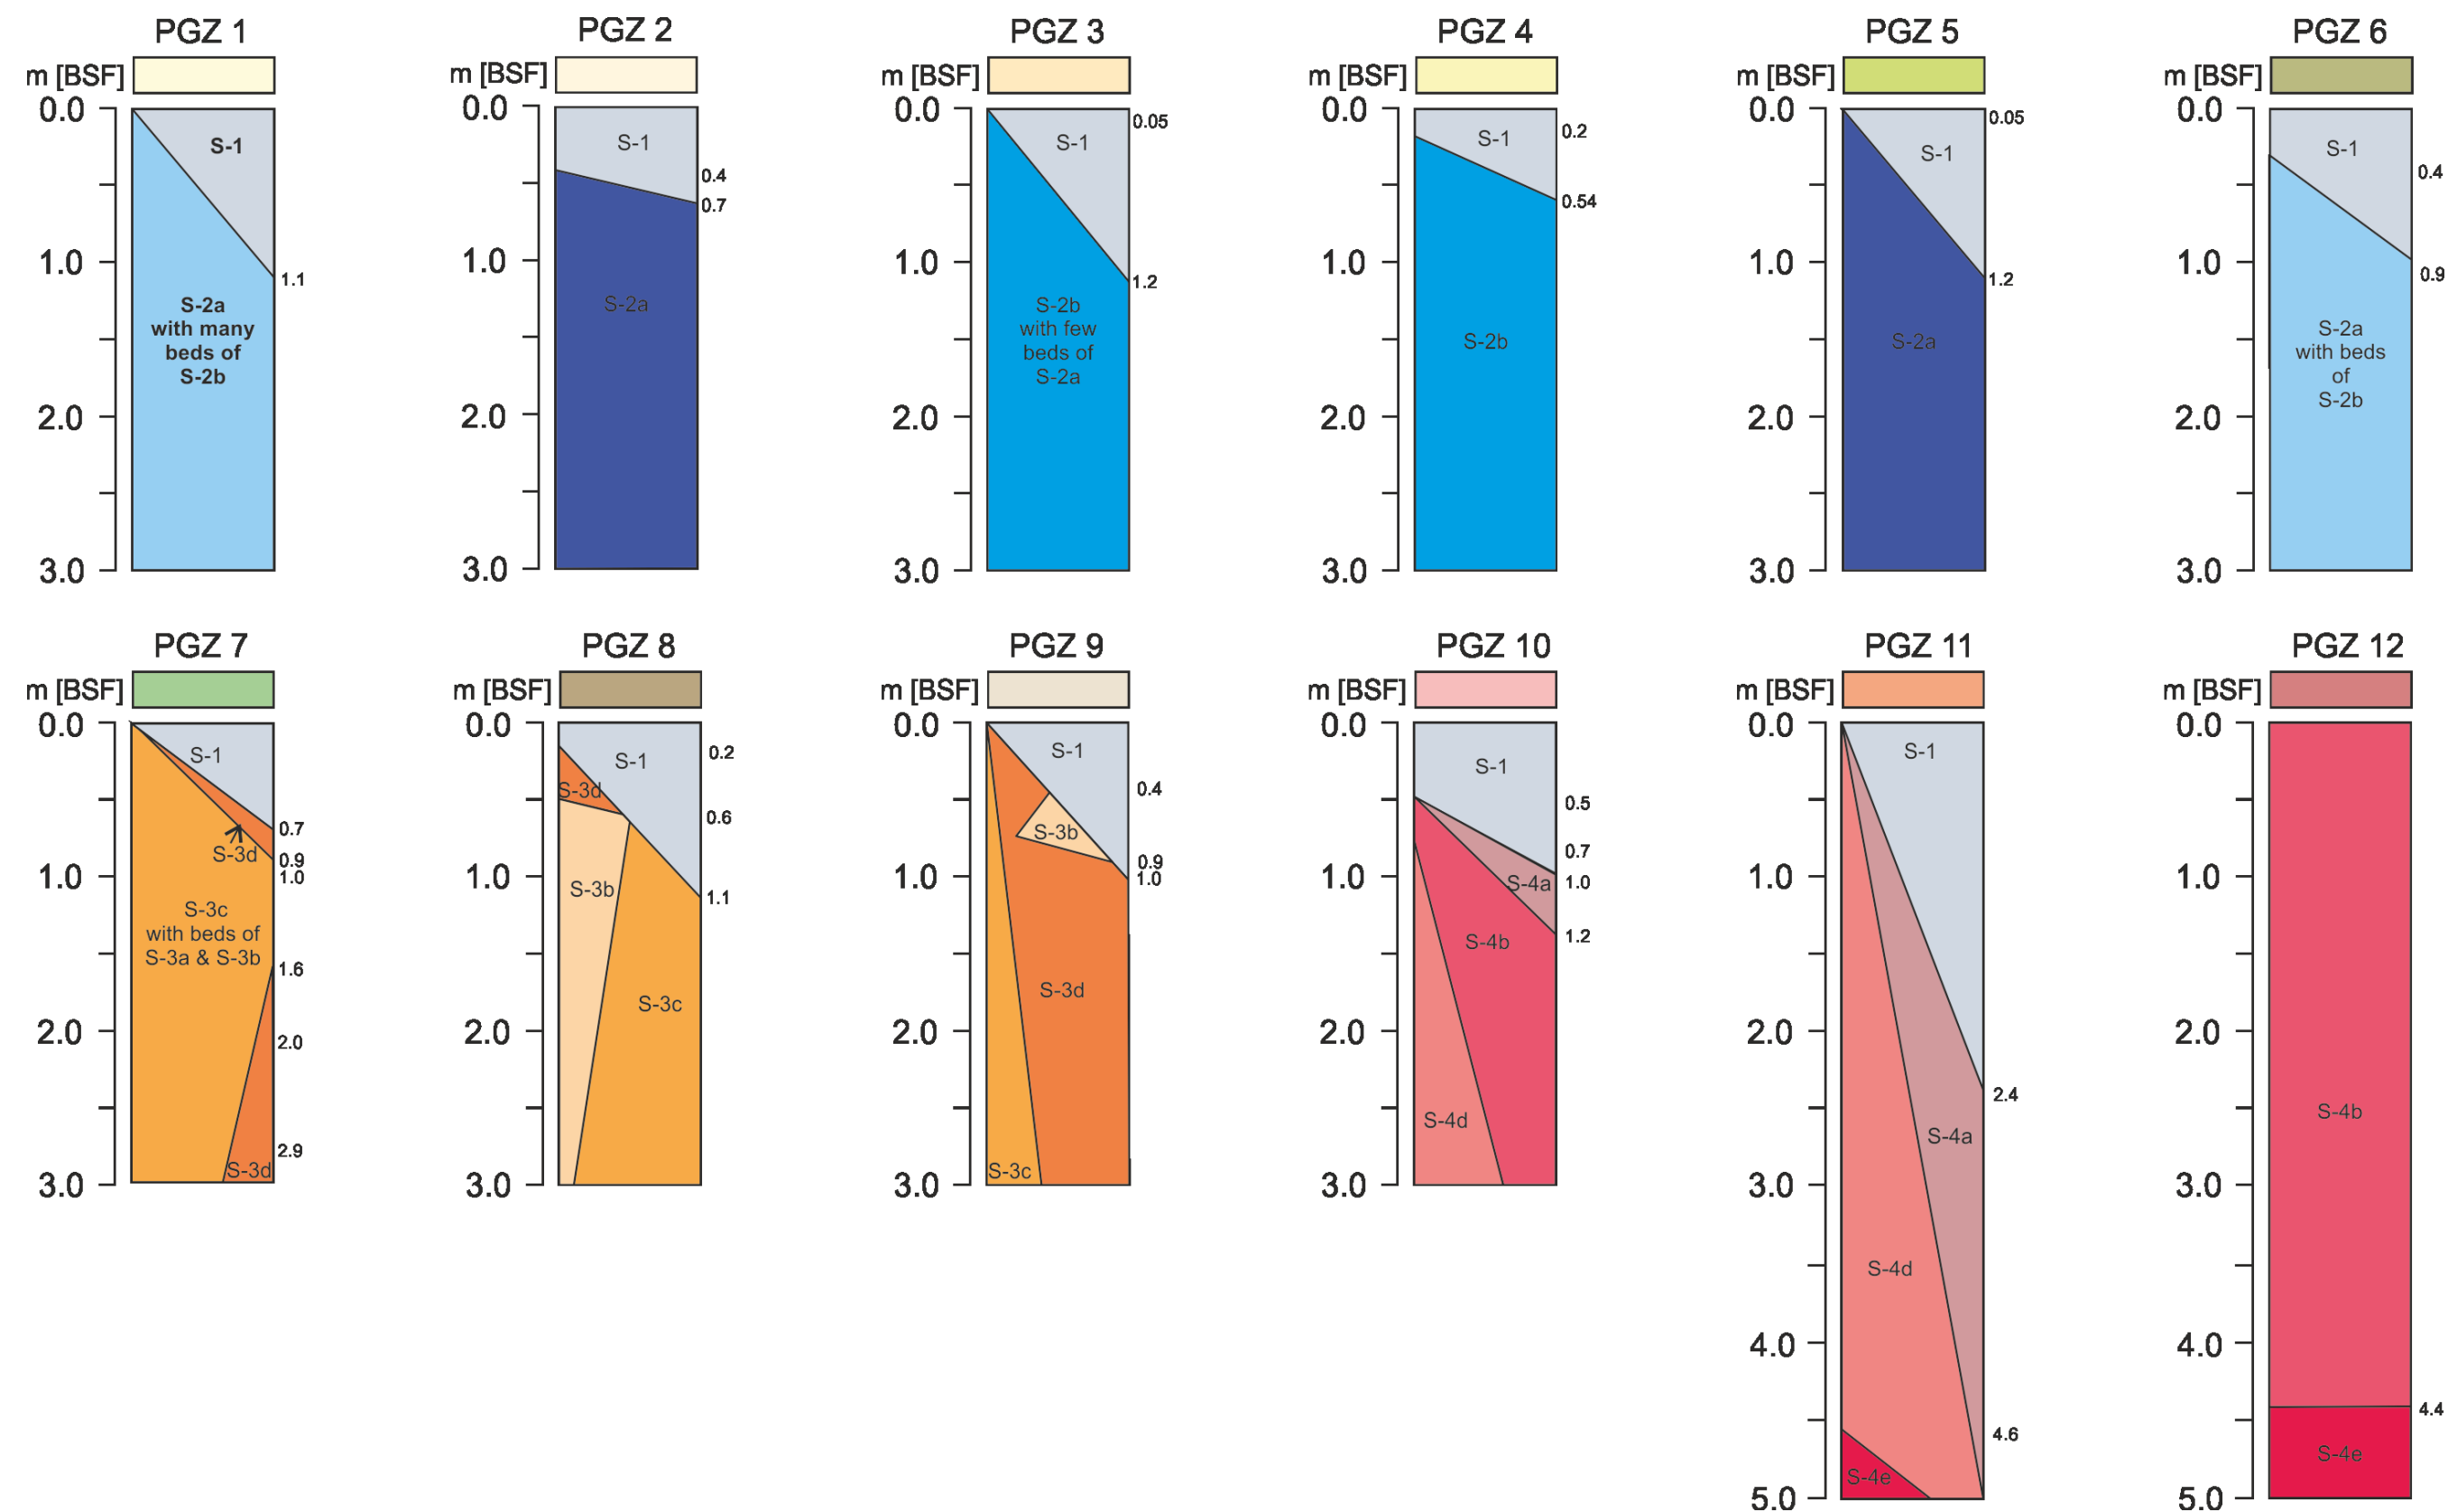 PGZ 1
m [BSF]
0.0
1.0
2.0
3.0
S-1
1.1
S-2a
with many
beds of
S-2b
PGZ 2
m [BSF]
0.0
1.0
2.0
3.0
S-1
0.4
0.7
S-2a
PGZ 3
m [BSF]
0.0
1.0
2.0
3.0
0.05
S-1
1.2
S-2b
with few
beds of
S-2a
PGZ 4
m [BSF]
0.0
1.0
2.0
3.0
S-1
0.2
0.54
S-2b
PGZ 5
m [BSF]
0.0
1.0
2.0
3.0
0.05
S-1
1.2
S-2a
PGZ 6
m [BSF]
0.0
1.0
2.0
3.0
S-1
0.4
0.9
S-2a
with beds
of
S-2b
PGZ 7
m [BSF]
0.0
1.0
2.0
3.0
S-1
0.7
S-3d
0.9
1.0
S-3c
with beds of
S-3a & S-3b
1.6
2.0
2.9
S-3d
PGZ 8
m [BSF]
0.0
1.0
2.0
3.0
0.2
S-1
S-3d
0.6
S-3b
1.1
S-3c
PGZ 9
m [BSF]
0.0
1.0
2.0
3.0
S-1
0.4
S-3b
0.9
1.0
S-3d
S-3c
PGZ 10
m [BSF]
0.0
1.0
2.0
3.0
S-1
0.5
0.7
S-4a
1.0
1.2
S-4b
S-4d
PGZ 11
m [BSF]
0.0
1.0
2.0
3.0
4.0
5.0
S-1
2.4
S-4a
S-4d
4.6
S-4e
PGZ 12
m [BSF]
0.0
1.0
2.0
3.0
4.0
5.0
S-4b
4.4
S-4e